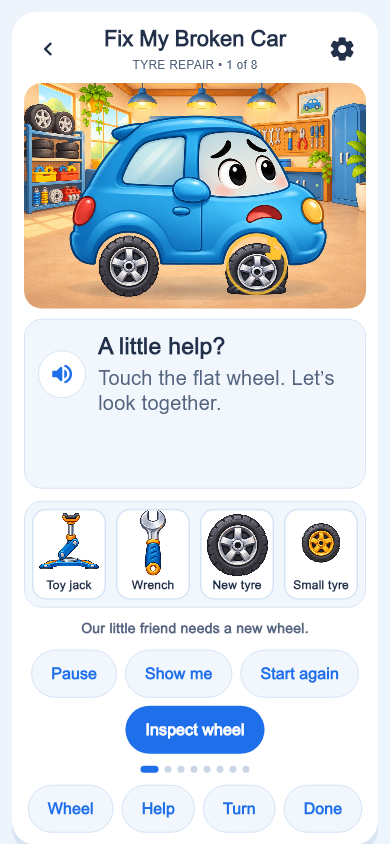 Fix My Broken Car
TYRE REPAIR • 1 of 8
A little help?
Touch the flat wheel. Let's
look together.
Toy jack
Wrench
New tyre
Small tyre
Our little friend needs a new wheel.
Pause
Show me
Start again
Inspect wheel
Wheel
Help
Turn
Done